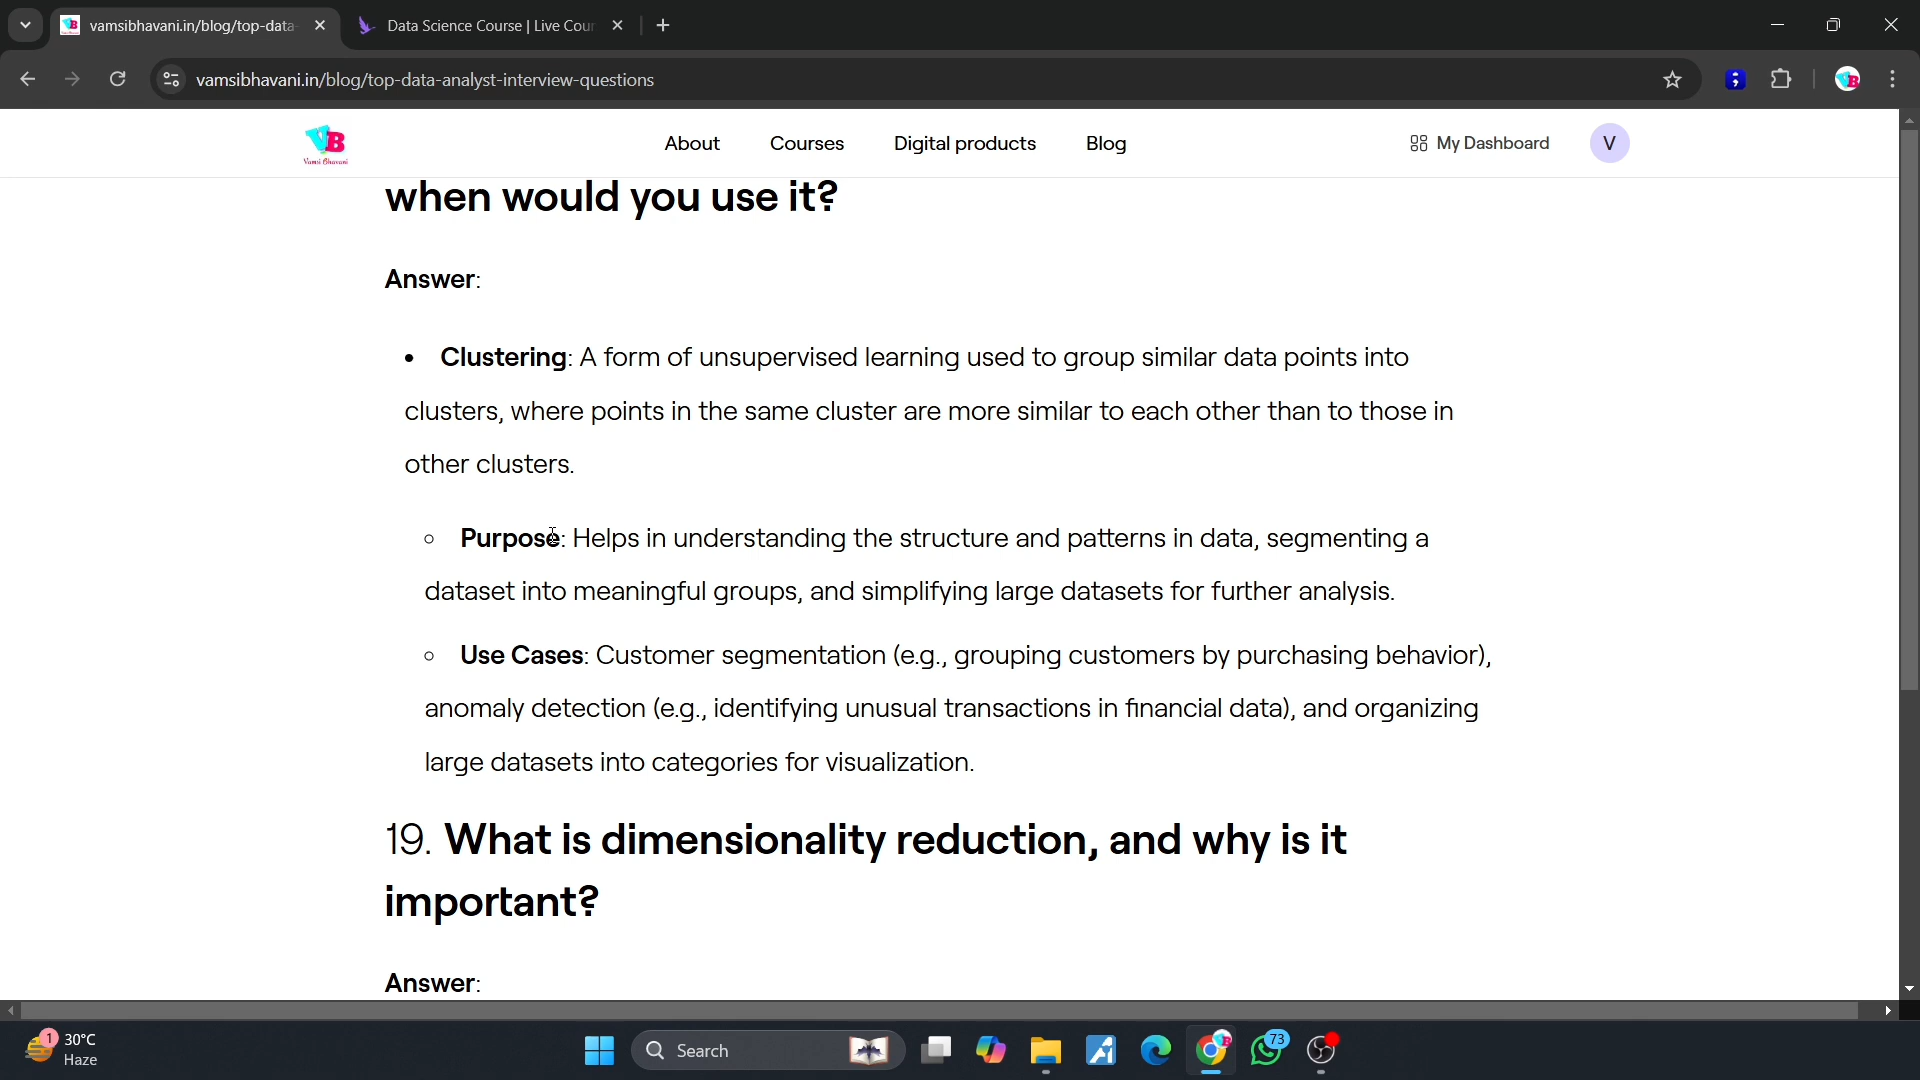 vamsibhavani.in/blog/top-data-
Data Science Course | Live Cour
vamsibhavani.in/blog/top-data-analyst-interview-questions
VB
Vamsi Bhavani
About
Courses
Digital products
Blog
My Dashboard
V
when would you use it?
Answer:
• Clustering: A form of unsupervised learning used to group similar data points into
clusters, where points in the same cluster are more similar to each other than to those in
other clusters.
○ Purpose: Helps in understanding the structure and patterns in data, segmenting a
dataset into meaningful groups, and simplifying large datasets for further analysis.
○ Use Cases: Customer segmentation (e.g., grouping customers by purchasing behavior),
anomaly detection (e.g., identifying unusual transactions in financial data), and organizing
large datasets into categories for visualization.
19. What is dimensionality reduction, and why is it
important?
Answer:
1
30°C
Haze
Search
73